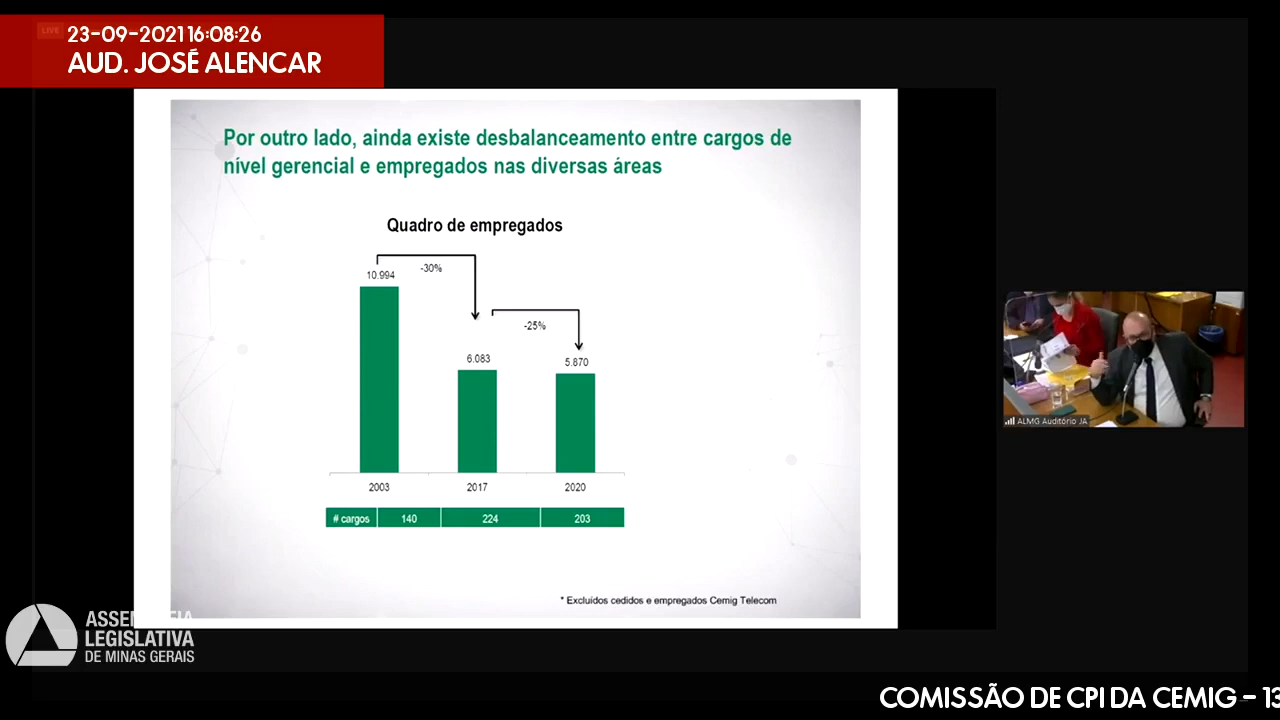 LIVE
23-09-2021 16:08:26
AUD. JOSÉ ALENCAR
Por outro lado, ainda existe desbalanceamento entre cargos de
nível gerencial e empregados nas diversas áreas
Quadro de empregados
-30%
10.994
-25%
6.083
5.870
2003 2017 2020
# cargos 140 224 203
* Excluídos cedidos e empregados Cemig Telecom
ALMG Auditório JA
LEGISLATIVA
DE MINAS GERAIS
COMISSÃO DE CPI DA CEMIG - 13